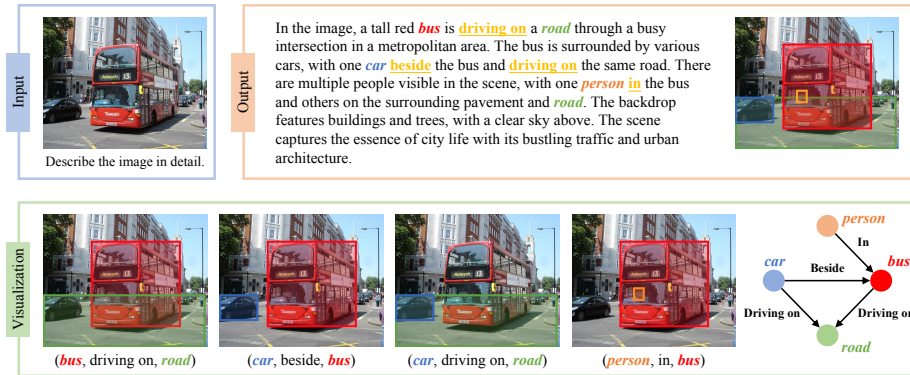 Input
Describe the image in detail.
Output
In the image, a tall red bus is driving on a road through a busy
intersection in a metropolitan area. The bus is surrounded by various
cars, with one car beside the bus and driving on the same road. There
are multiple people visible in the scene, with one person in the bus
and others on the surrounding pavement and road. The backdrop
features buildings and trees, with a clear sky above. The scene
captures the essence of city life with its bustling traffic and urban
architecture.
Visualization
(bus, driving on, road)
(car, beside, bus)
(car, driving on, road)
(person, in, bus)
person
In
car
Beside
bus
Driving on
Driving on
road
Aldwych 13